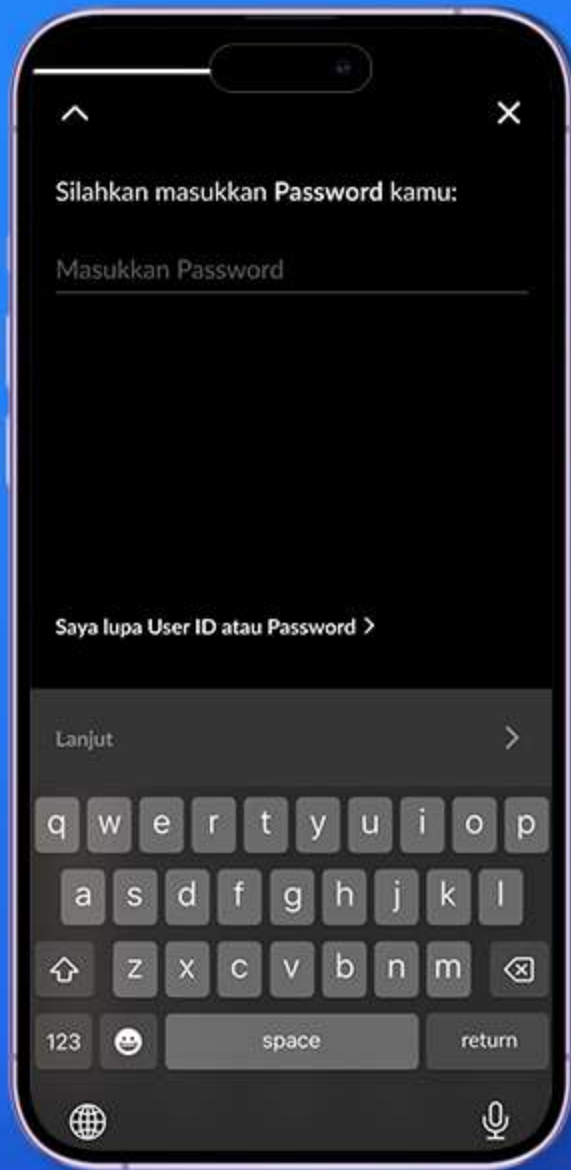 Silahkan masukkan Password kamu:
Masukkan Password
Saya lupa User ID atau Password >
Lanjut >
q w e r t y u i o p
a s d f g h j k l
z x c v b n m
123 space return